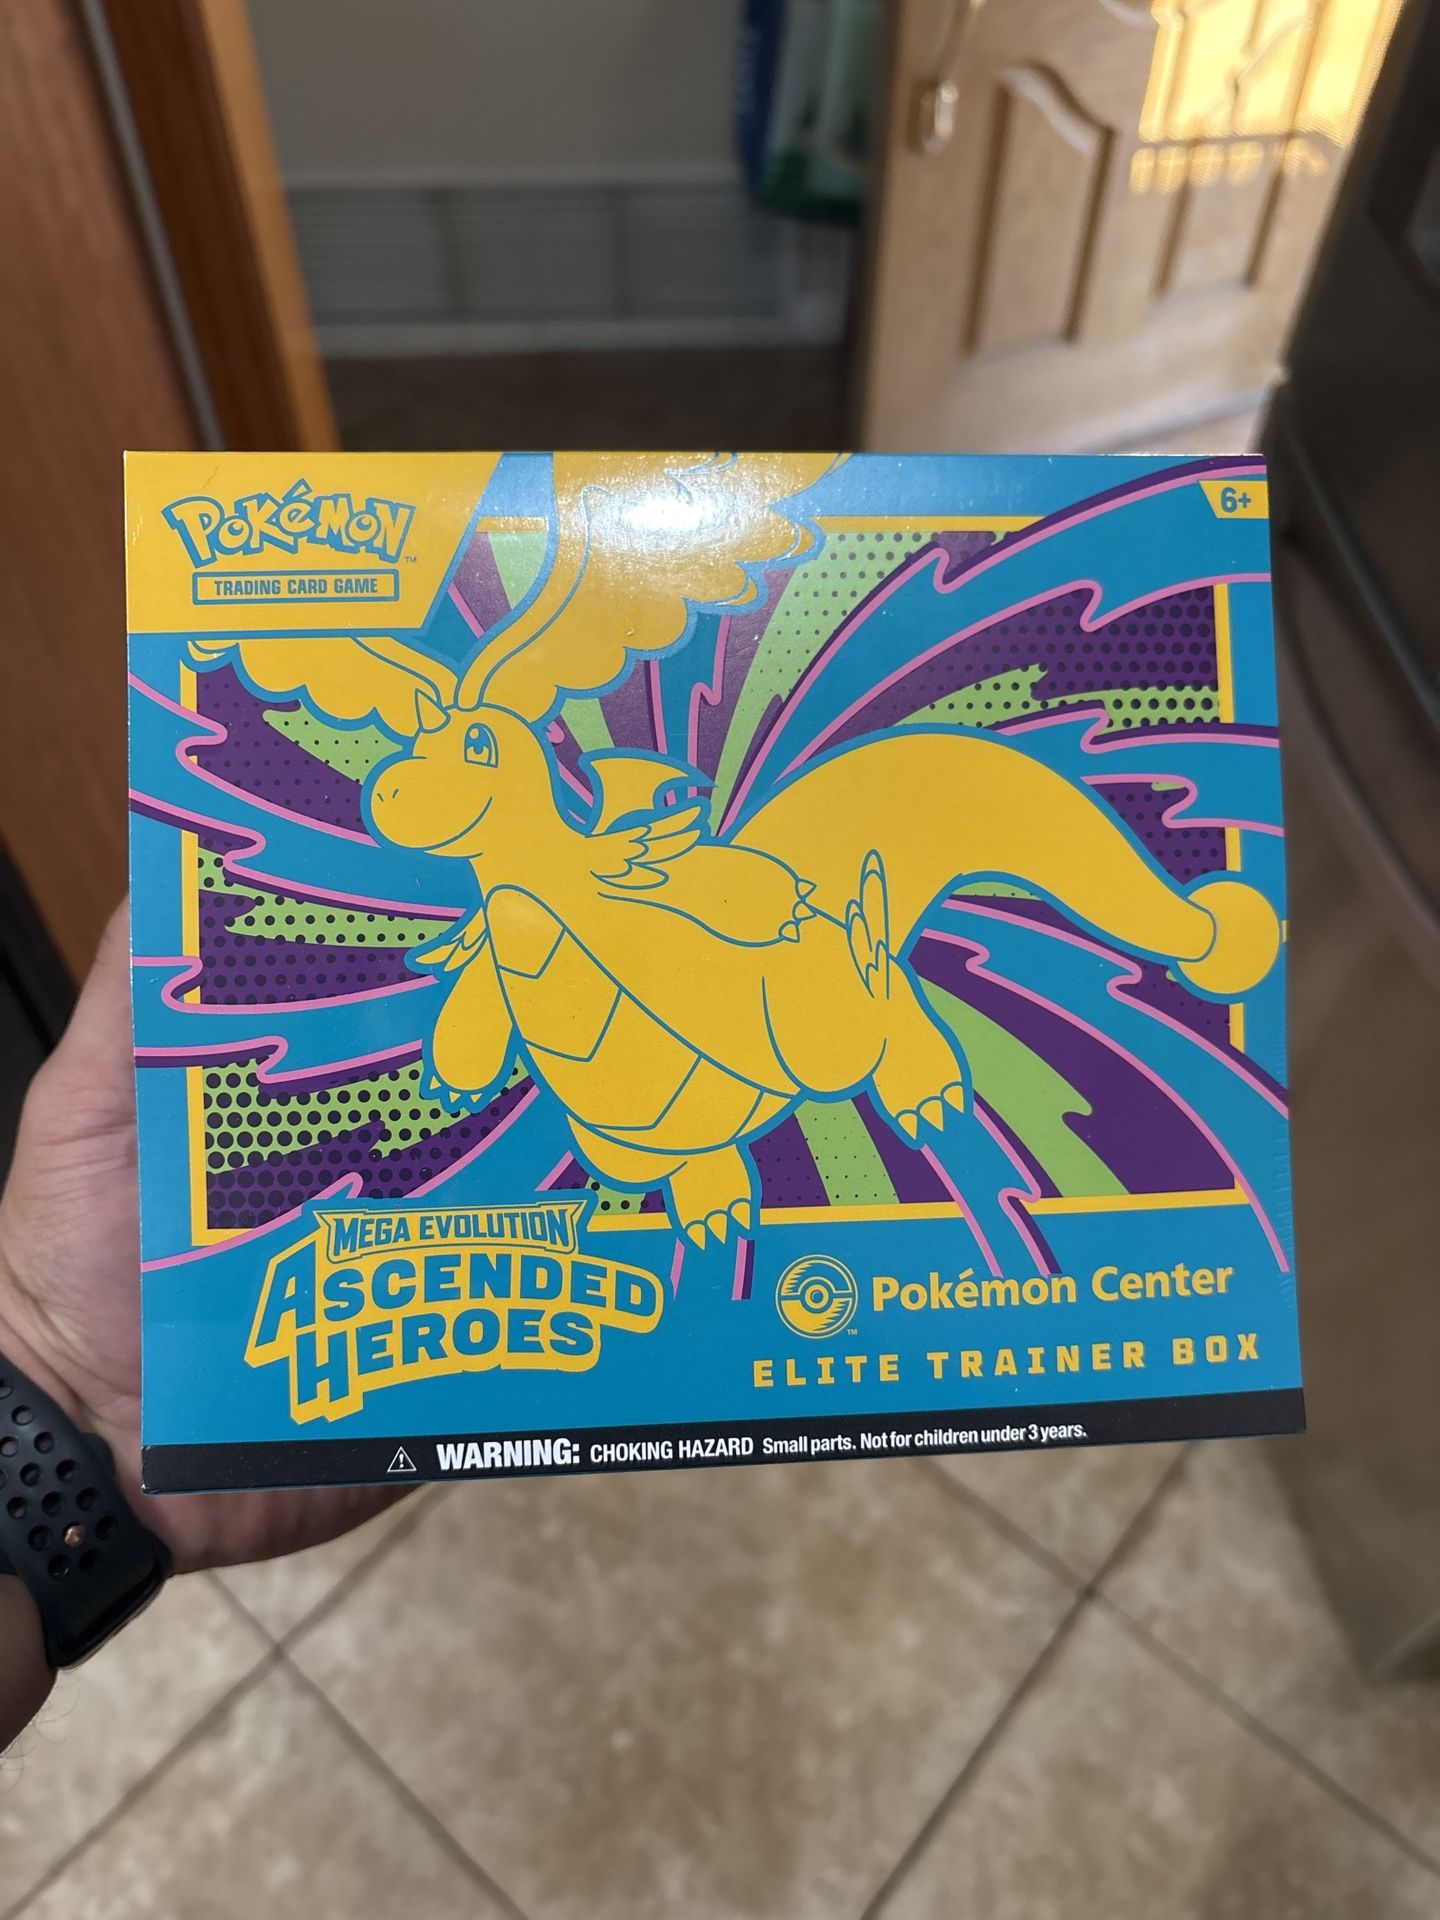 POKéMON
TRADING CARD GAME
6+
MEGA EVOLUTION
ASCENDED
HEROES
Pokémon Center
ELITE TRAINER BOX
WARNING: CHOKING HAZARD Small parts. Not for children under 3 years.